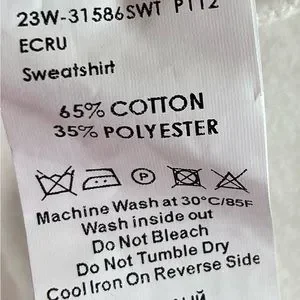 23W-31586SWT P112
ECRU
Sweatshirt
65% COTTON
35% POLYESTER
P
Machine Wash at 30°C/85F
Wash inside out
Do Not Bleach
Do Not Tumble Dry
Cool Iron On Reverse Side